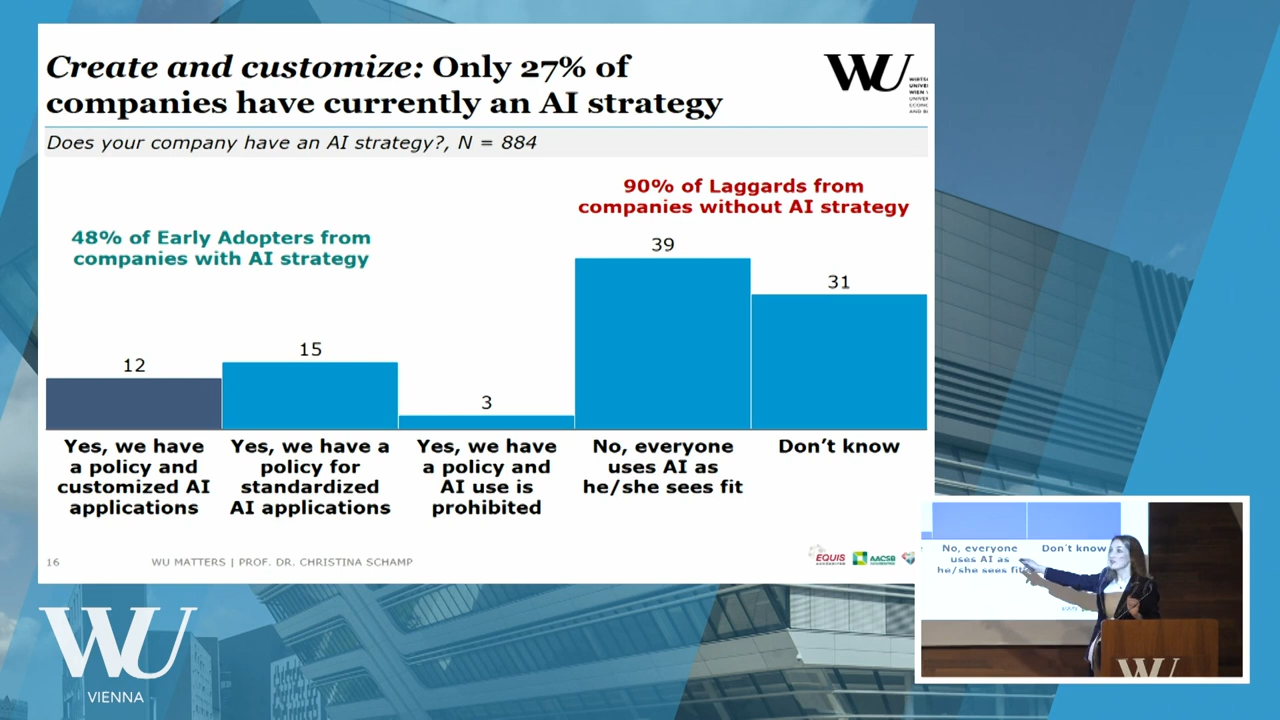 Create and customize: Only 27% of
companies have currently an AI strategy
WU
Does your company have an AI strategy?, N = 884
90% of Laggards from
companies without AI strategy
48% of Early Adopters from
companies with AI strategy
12
15
3
39
31
Yes, we have
a policy and
customized AI
applications
Yes, we have a
policy for
standardized
AI applications
Yes, we have
a policy and
AI use is
prohibited
No, everyone
uses AI as
he/she sees fit
Don’t know
16
WU MATTERS | PROF. DR. CHRISTINA SCHAMP
EQUIS
ACCREDITED
AACSB
ACCREDITED
No, everyone
uses AI as
he/she sees fit
Don’t know
WU
WU
VIENNA